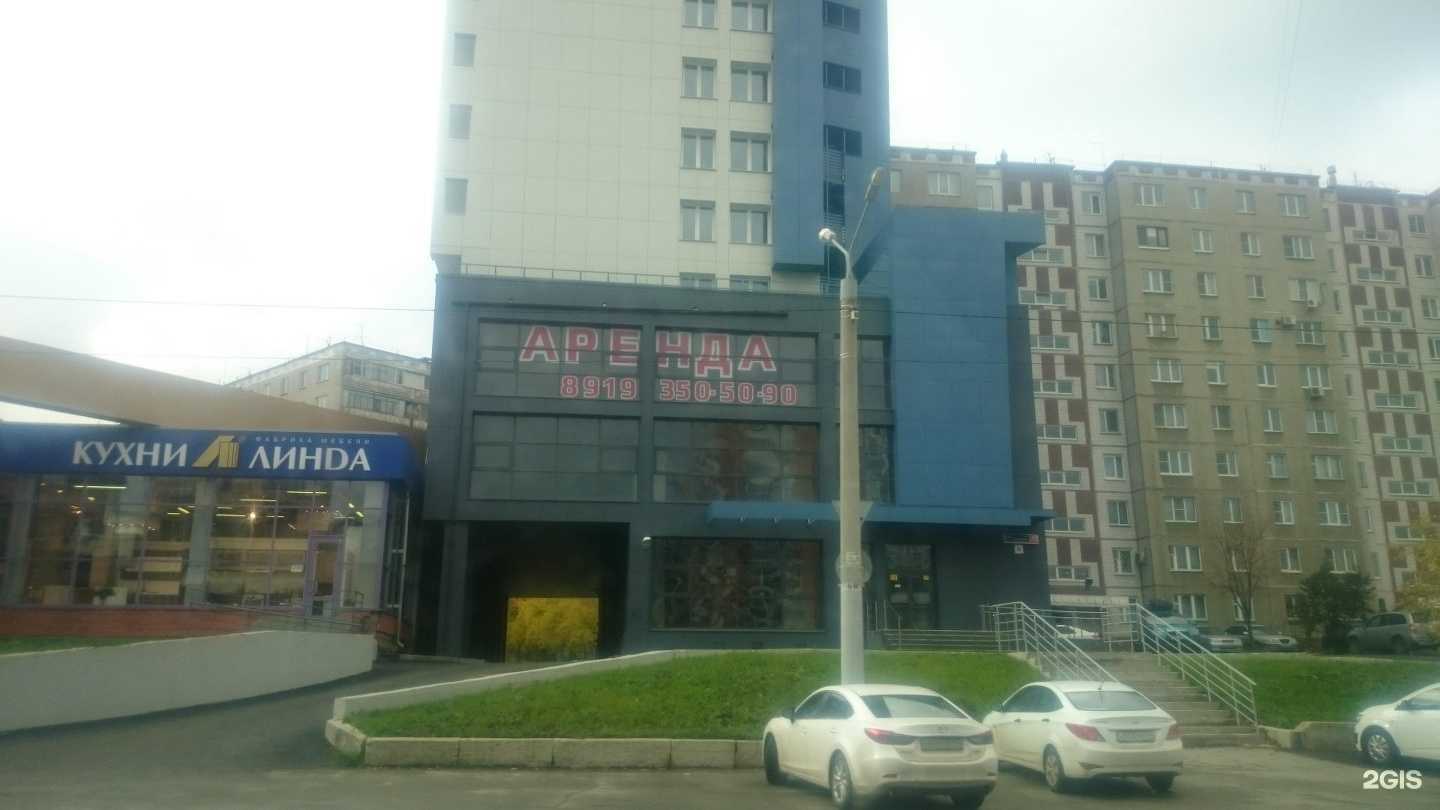 АРЕНДА
8919 350-50-90
ФАБРИКА МЕБЕЛИ
КУХНИ ЛИНДА
2GIS